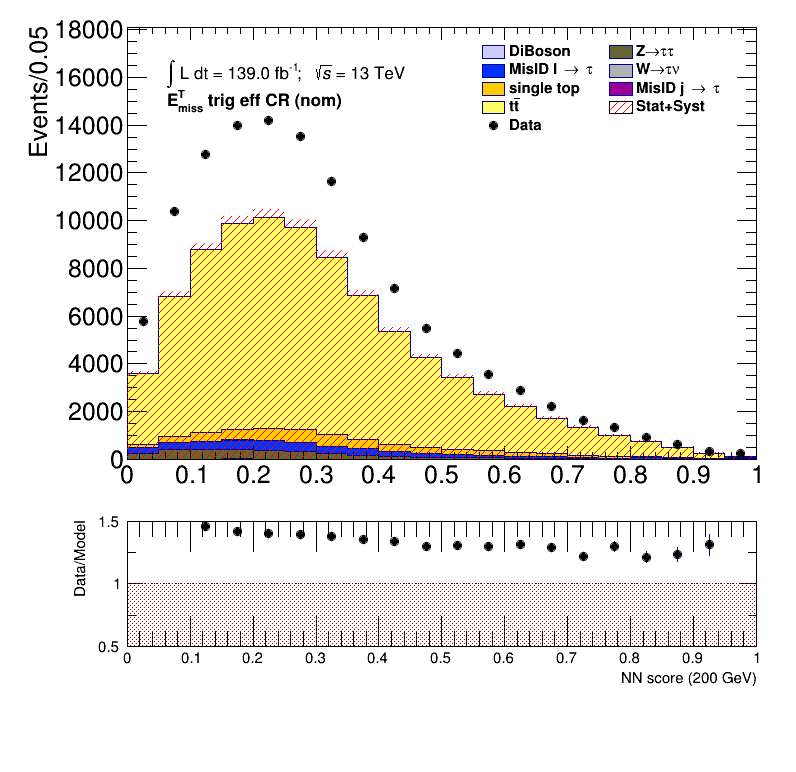 Events/0.05
18000
16000
14000
12000
10000
8000
6000
4000
2000
0
∫ L dt = 139.0 fb⁻¹; √s = 13 TeV
E^T_miss trig eff CR (nom)
DiBoson
MisID l → τ
single top
tt̄
Data
Z→ττ
W→τν
MisID j → τ
Stat+Syst
0 0.1 0.2 0.3 0.4 0.5 0.6 0.7 0.8 0.9 1
Data/Model
1.5
1
0.5
0 0.1 0.2 0.3 0.4 0.5 0.6 0.7 0.8 0.9 1
NN score (200 GeV)